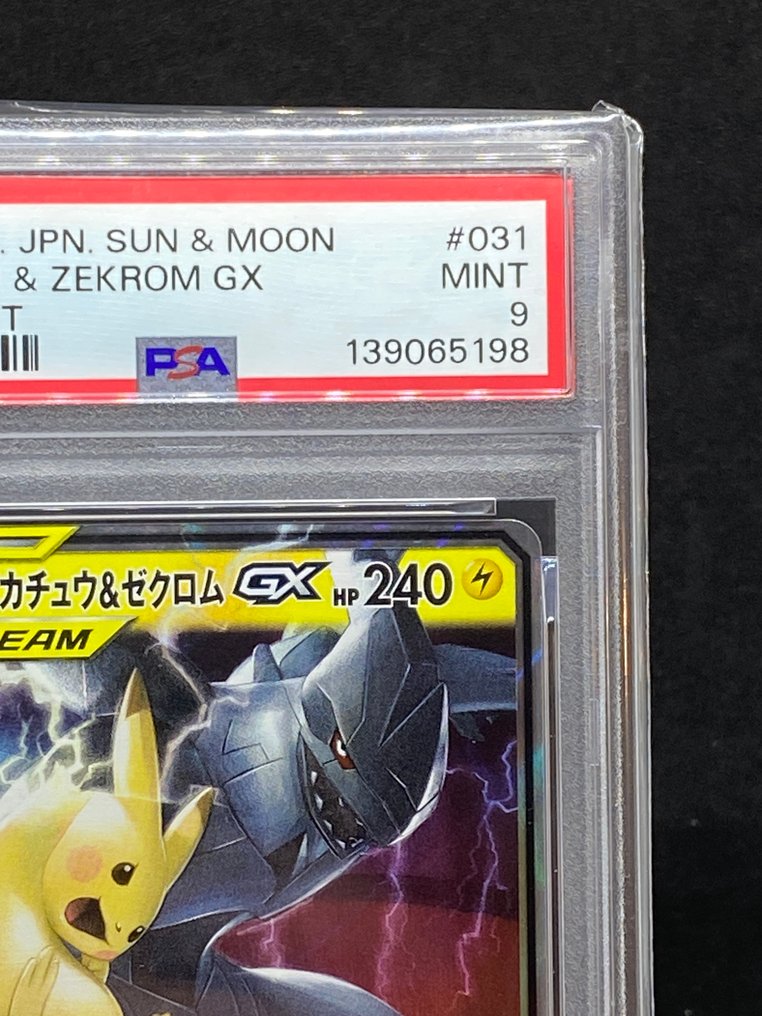 . JPN. SUN & MOON #031
& ZEKROM GX MINT
T 9
PSA 139065198
カチュウ&ゼクロム GX HP 240
EAM